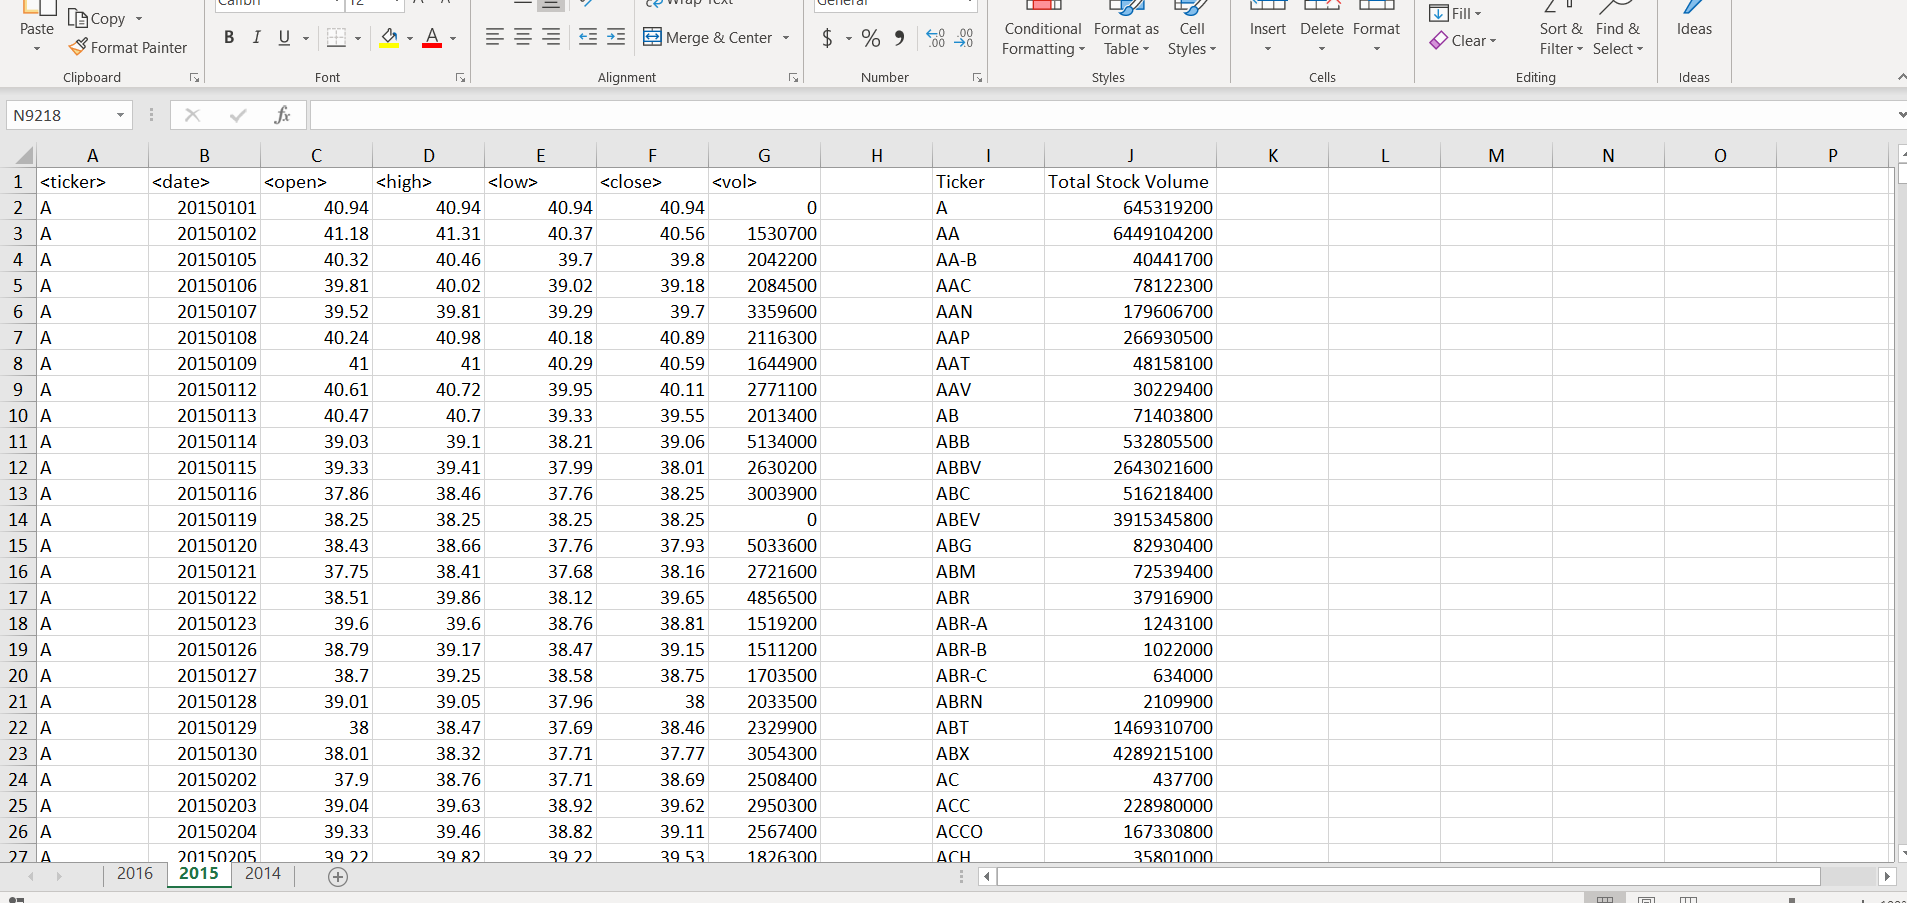 Calibri 12 Wrap Text General
Paste Copy Format Painter B I U A Merge & Center $ % , Conditional Formatting Format as Table Cell Styles Insert Delete Format Fill Clear Sort & Filter Find & Select Ideas
Clipboard Font Alignment Number Styles Cells Editing Ideas
N9218 fx
A B C D E F G H I J K L M N O P
1 <ticker> <date> <open> <high> <low> <close> <vol> Ticker Total Stock Volume
2 A 20150101 40.94 40.94 40.94 40.94 0 A 645319200
3 A 20150102 41.18 41.31 40.37 40.56 1530700 AA 6449104200
4 A 20150105 40.32 40.46 39.7 39.8 2042200 AA-B 40441700
5 A 20150106 39.81 40.02 39.02 39.18 2084500 AAC 78122300
6 A 20150107 39.52 39.81 39.29 39.7 3359600 AAN 179606700
7 A 20150108 40.24 40.98 40.18 40.89 2116300 AAP 266930500
8 A 20150109 41 41 40.29 40.59 1644900 AAT 48158100
9 A 20150112 40.61 40.72 39.95 40.11 2771100 AAV 30229400
10 A 20150113 40.47 40.7 39.33 39.55 2013400 AB 71403800
11 A 20150114 39.03 39.1 38.21 39.06 5134000 ABB 532805500
12 A 20150115 39.33 39.41 37.99 38.01 2630200 ABBV 2643021600
13 A 20150116 37.86 38.46 37.76 38.25 3003900 ABC 516218400
14 A 20150119 38.25 38.25 38.25 38.25 0 ABEV 3915345800
15 A 20150120 38.43 38.66 37.76 37.93 5033600 ABG 82930400
16 A 20150121 37.75 38.41 37.68 38.16 2721600 ABM 72539400
17 A 20150122 38.51 39.86 38.12 39.65 4856500 ABR 37916900
18 A 20150123 39.6 39.6 38.76 38.81 1519200 ABR-A 1243100
19 A 20150126 38.79 39.17 38.47 39.15 1511200 ABR-B 1022000
20 A 20150127 38.7 39.25 38.58 38.75 1703500 ABR-C 634000
21 A 20150128 39.01 39.05 37.96 38 2033500 ABRN 2109900
22 A 20150129 38 38.47 37.69 38.46 2329900 ABT 1469310700
23 A 20150130 38.01 38.32 37.71 37.77 3054300 ABX 4289215100
24 A 20150202 37.9 38.76 37.71 38.69 2508400 AC 437700
25 A 20150203 39.04 39.63 38.92 39.62 2950300 ACC 228980000
26 A 20150204 39.33 39.46 38.82 39.11 2567400 ACCO 167330800
27 A 20150205 39.22 39.82 39.22 39.53 1826300 ACH 35801000
2016 2015 2014